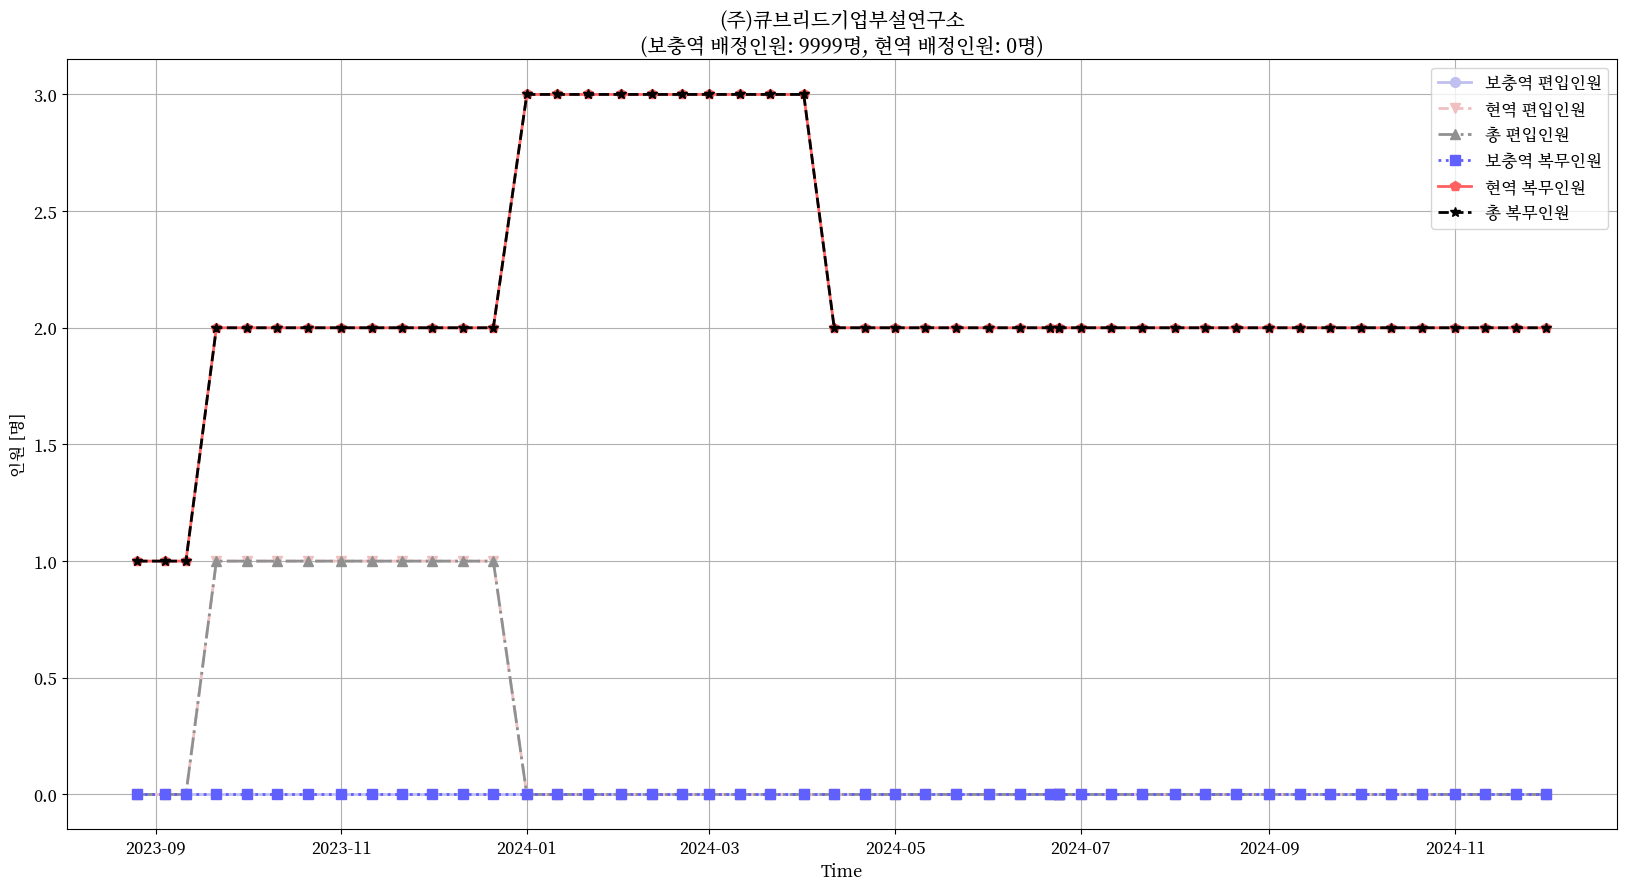 (주)큐브리드기업부설연구소
(보충역 배정인원: 9999명, 현역 배정인원: 0명)
보충역 편입인원
현역 편입인원
총 편입인원
보충역 복무인원
현역 복무인원
총 복무인원
3.0
2.5
2.0
1.5
1.0
0.5
0.0
인원 [명]
2023-09 2023-11 2024-01 2024-03 2024-05 2024-07 2024-09 2024-11
Time